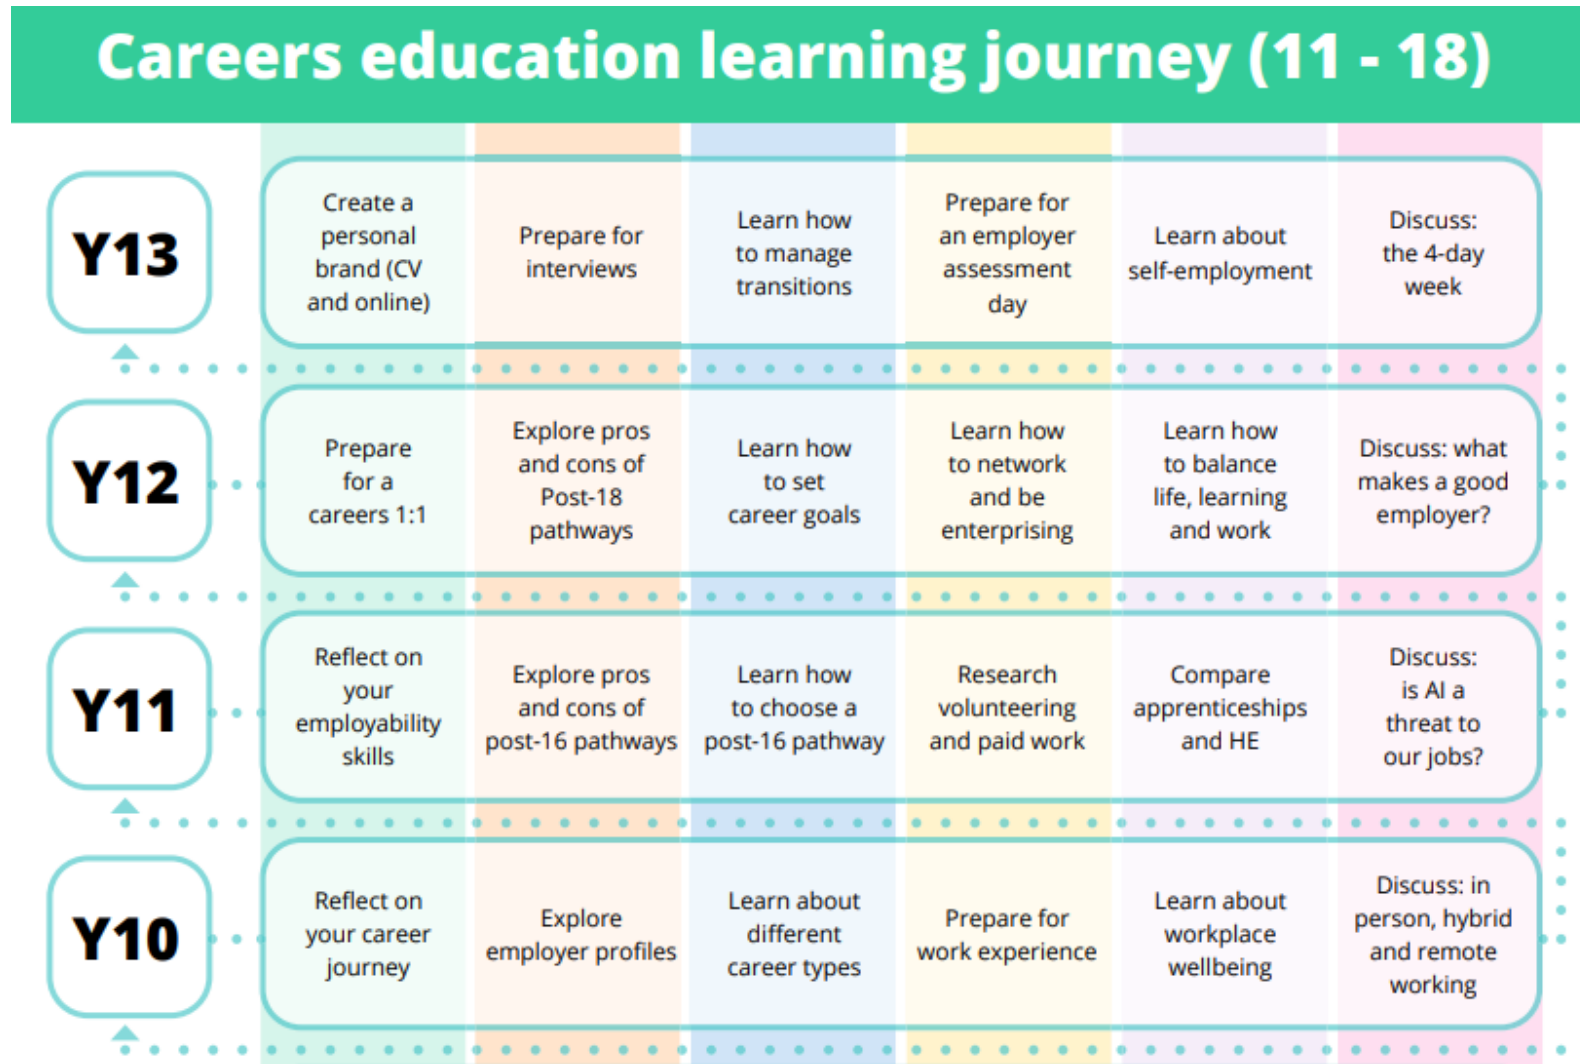 Careers education learning journey (11 - 18)
Y13
Create a
personal
brand (CV
and online)
Prepare for
interviews
Learn how
to manage
transitions
Prepare for
an employer
assessment
day
Learn about
self-employment
Discuss:
the 4-day
week
Y12
Prepare
for a
careers 1:1
Explore pros
and cons of
Post-18
pathways
Learn how
to set
career goals
Learn how
to network
and be
enterprising
Learn how
to balance
life, learning
and work
Discuss: what
makes a good
employer?
Y11
Reflect on
your
employability
skills
Explore pros
and cons of
post-16 pathways
Learn how
to choose a
post-16 pathway
Research
volunteering
and paid work
Compare
apprenticeships
and HE
Discuss:
is AI a
threat to
our jobs?
Y10
Reflect on
your career
journey
Explore
employer profiles
Learn about
different
career types
Prepare for
work experience
Learn about
workplace
wellbeing
Discuss: in
person, hybrid
and remote
working